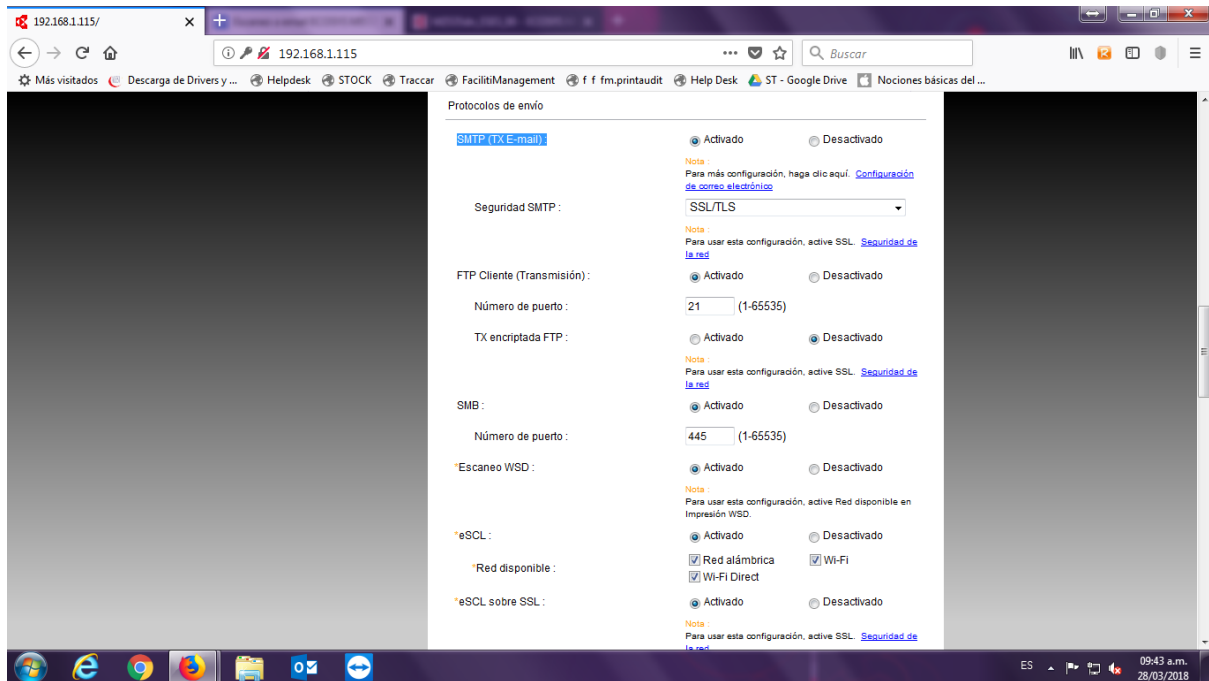 192.168.1.115/
192.168.1.115
Buscar
Más visitados Descarga de Drivers y ... Helpdesk STOCK Traccar FacilitiManagement f f fm.printaudit Help Desk ST - Google Drive Nociones básicas del ...
Protocolos de envío
SMTP (TX E-mail) : Activado Desactivado
Nota :
Para más configuración, haga clic aquí. Configuración
de correo electrónico
Seguridad SMTP : SSL/TLS
Nota :
Para usar esta configuración, active SSL. Seguridad de
la red
FTP Cliente (Transmisión) : Activado Desactivado
Número de puerto : 21 (1-65535)
TX encriptada FTP : Activado Desactivado
Nota :
Para usar esta configuración, active SSL. Seguridad de
la red
SMB : Activado Desactivado
Número de puerto : 445 (1-65535)
*Escaneo WSD : Activado Desactivado
Nota :
Para usar esta configuración, active Red disponible en
Impresión WSD.
*eSCL : Activado Desactivado
*Red disponible : Red alámbrica Wi-Fi
Wi-Fi Direct
*eSCL sobre SSL : Activado Desactivado
Nota :
Para usar esta configuración, active SSL. Seguridad de
la red
ES 09:43 a.m.
28/03/2018